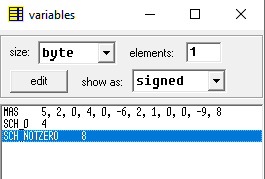 variables
size: byte elements: 1
edit show as: signed
MAS 5, 2, 0, 4, 0, -6, 2, 1, 0, 0, -9, 8
SCH_0 4
SCH_NOTZERO 8